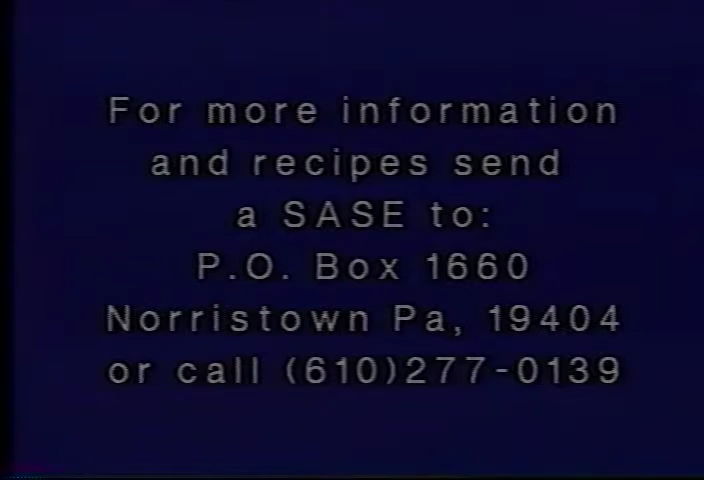 For more information
and recipes send
a SASE to:
P.O. Box 1660
Norristown Pa, 19404
or call (610)277-0139